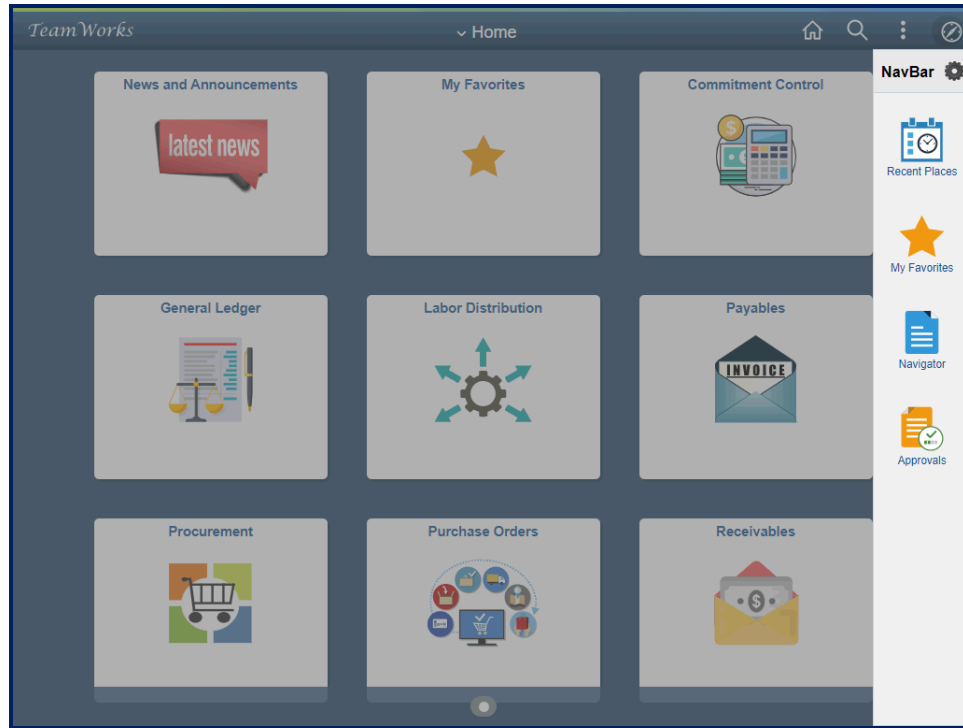 TeamWorks
Home
NavBar
News and Announcements
My Favorites
Commitment Control
latest news
Recent Places
My Favorites
General Ledger
Labor Distribution
Payables
INVOICE
Navigator
Approvals
Procurement
Purchase Orders
Receivables